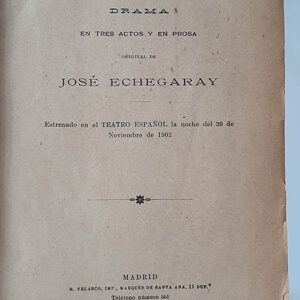 DRAMA
EN TRES ACTOS Y EN PROSA
ORIGINAL DE
JOSÉ ECHEGARAY
Estrenado en el TEATRO ESPAÑOL la noche del 20 de
Noviembre de 1902
MADRID
R. VELASCO, IMP., MARQUÉS DE SANTA ANA, 11 DUP.º
Teléfono número 551